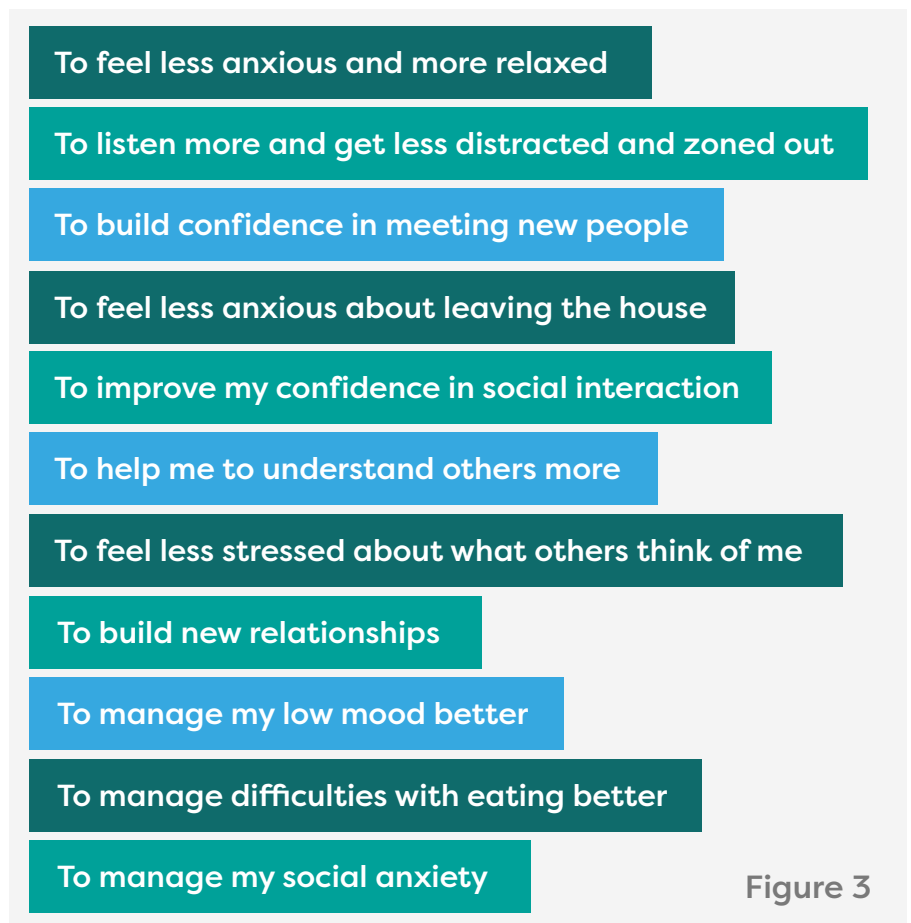 To feel less anxious and more relaxed
To listen more and get less distracted and zoned out
To build confidence in meeting new people
To feel less anxious about leaving the house
To improve my confidence in social interaction
To help me to understand others more
To feel less stressed about what others think of me
To build new relationships
To manage my low mood better
To manage difficulties with eating better
To manage my social anxiety
Figure 3